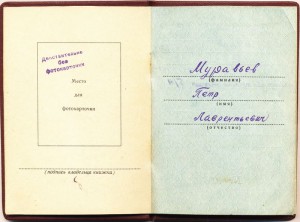 Действительно
без
фотокарточки
Место
для
фотокарточки
(подпись владельца книжки)
Муравьев
(фамилия)
Петр
(имя)
Лаврентьевич
(отчество)